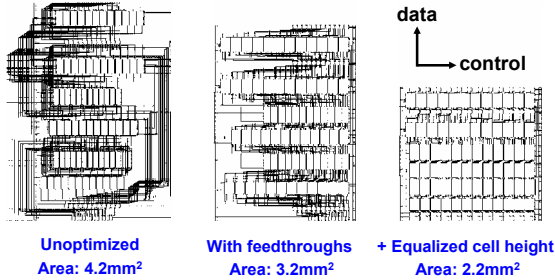 data
control
Unoptimized
Area: 4.2mm²
With feedthroughs
Area: 3.2mm²
+ Equalized cell height
Area: 2.2mm²